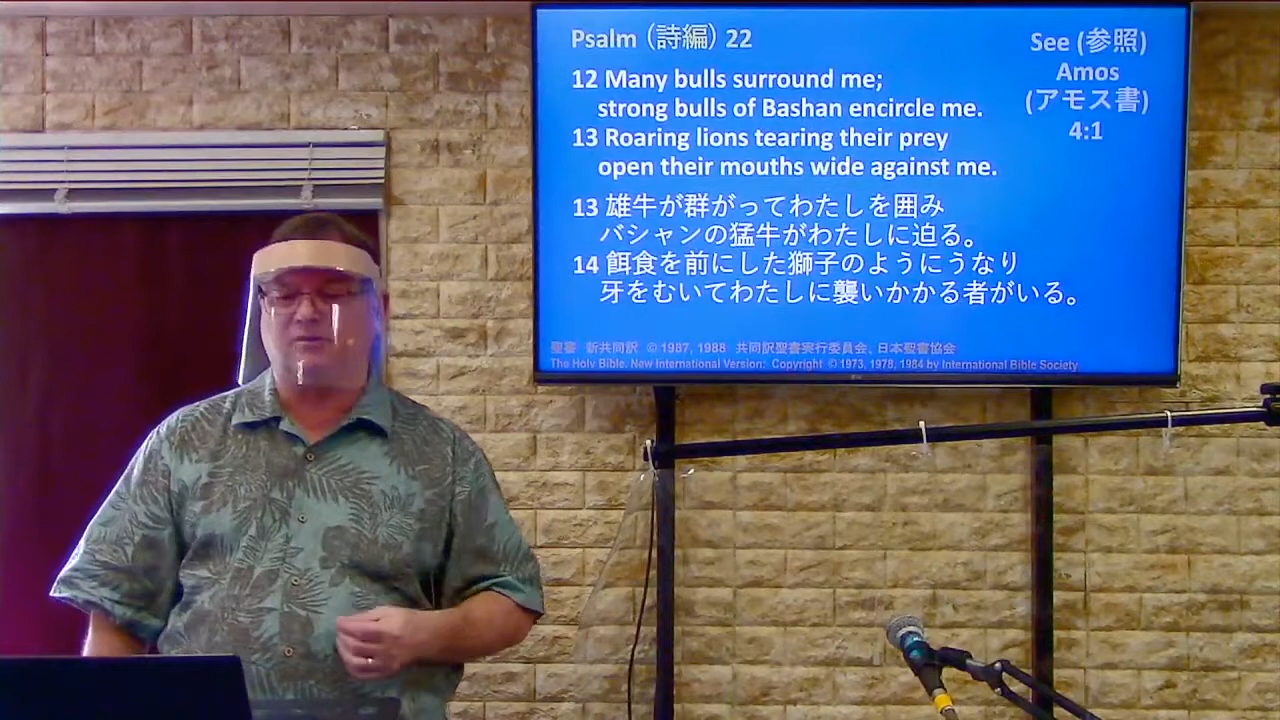 Psalm (詩編) 22
12 Many bulls surround me;
strong bulls of Bashan encircle me.
13 Roaring lions tearing their prey
open their mouths wide against me.
13 雄牛が群がってわたしを囲み
バシャンの猛牛がわたしに迫る。
14 餌食を前にした獅子のようにうなり
牙をむいてわたしに襲いかかる者がいる。
See (参照)
Amos
(アモス書)
4:1
聖書 新共同訳 © 1987, 1988 共同訳聖書実行委員会、日本聖書協会
The Holy Bible. New International Version: Copyright © 1973, 1978, 1984 by International Bible Society